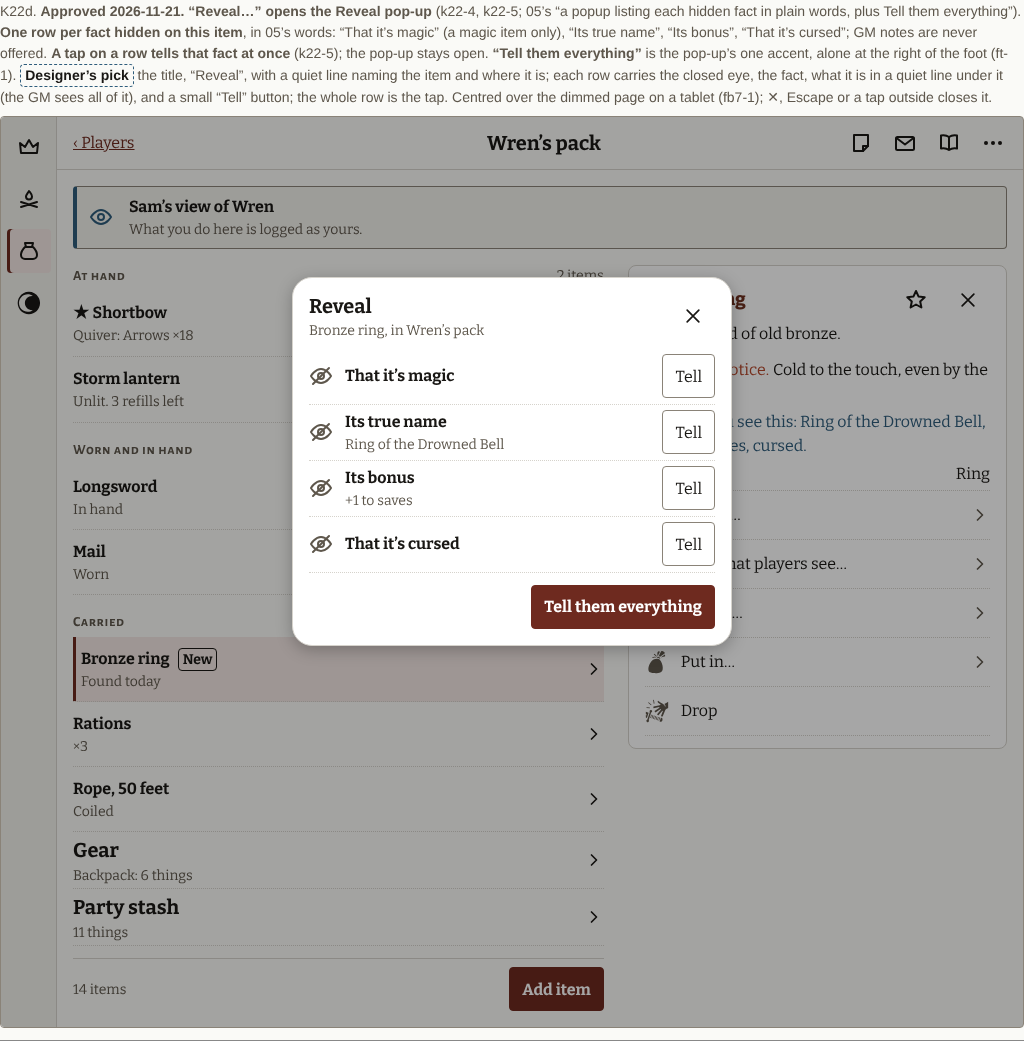 K22d. Approved 2026-11-21. “Reveal…” opens the Reveal pop-up (k22-4, k22-5; 05’s “a popup listing each hidden fact in plain words, plus Tell them everything”).
One row per fact hidden on this item, in 05’s words: “That it’s magic” (a magic item only), “Its true name”, “Its bonus”, “That it’s cursed”; GM notes are never
offered. A tap on a row tells that fact at once (k22-5); the pop-up stays open. “Tell them everything” is the pop-up’s one accent, alone at the right of the foot (ft-
1). Designer’s pick the title, “Reveal”, with a quiet line naming the item and where it is; each row carries the closed eye, the fact, what it is in a quiet line under it
(the GM sees all of it), and a small “Tell” button; the whole row is the tap. Centred over the dimmed page on a tablet (fb7-1); ✕, Escape or a tap outside closes it.
‹ Players
Wren’s pack
Sam’s view of Wren
What you do here is logged as yours.
At hand
2 items
★ Shortbow
Quiver: Arrows ×18
Storm lantern
Unlit. 3 refills left
Worn and in hand
Longsword
In hand
Mail
Worn
Carried
Bronze ring New
Found today
Rations
×3
Rope, 50 feet
Coiled
Gear
Backpack: 6 things
Party stash
11 things
14 items
Add item
Reveal
Bronze ring, in Wren’s pack
That it’s magic
Tell
Its true name
Ring of the Drowned Bell
Tell
Its bonus
+1 to saves
Tell
That it’s cursed
Tell
Tell them everything
of old bronze.
Cold to the touch, even by the
see this: Ring of the Drowned Bell,
cursed.
Ring
players see…
Put in…
Drop